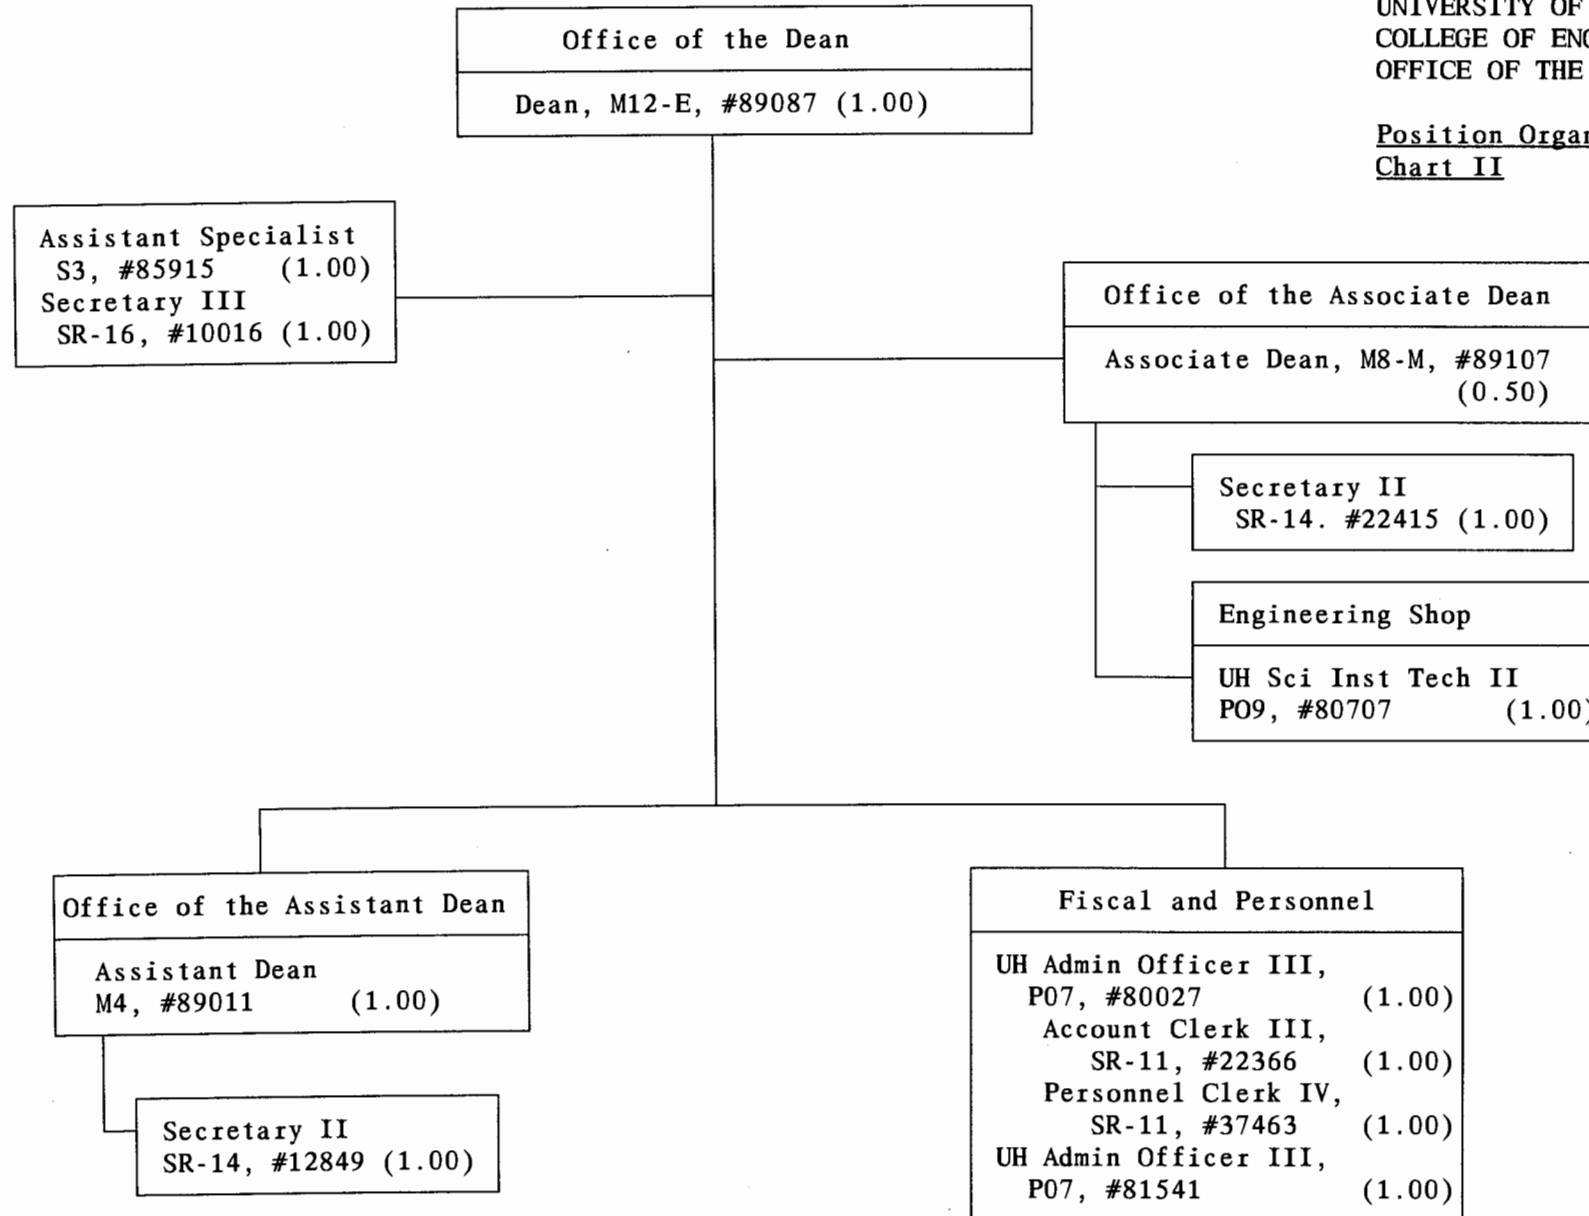 Office of the Dean
Dean, M12-E, #89087 (1.00)
UNIVERSITY OF
COLLEGE OF
OFFICE OF THE
Position
Chart II
Assistant Specialist
S3, #85915 (1.00)
Secretary III
SR-16, #10016 (1.00)
Office of the Associate Dean
Associate Dean, M8-M, #89107
(0.50)
Secretary II
SR-14. #22415 (1.00)
Engineering Shop
UH Sci Inst Tech II
PO9, #80707 (1.00)
Office of the Assistant Dean
Assistant Dean
M4, #89011 (1.00)
Secretary II
SR-14, #12849 (1.00)
Fiscal and Personnel
UH Admin Officer III,
P07, #80027 (1.00)
Account Clerk III,
SR-11, #22366 (1.00)
Personnel Clerk IV,
SR-11, #37463 (1.00)
UH Admin Officer III,
P07, #81541 (1.00)